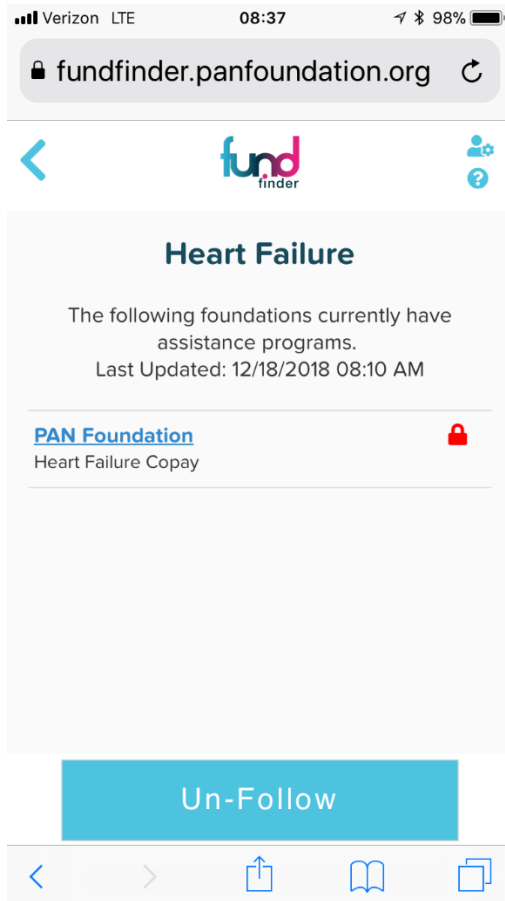 Verizon LTE 08:37 98%
fundfinder.panfoundation.org
fund
finder
?
Heart Failure
The following foundations currently have
assistance programs.
Last Updated: 12/18/2018 08:10 AM
PAN Foundation
Heart Failure Copay
Un-Follow